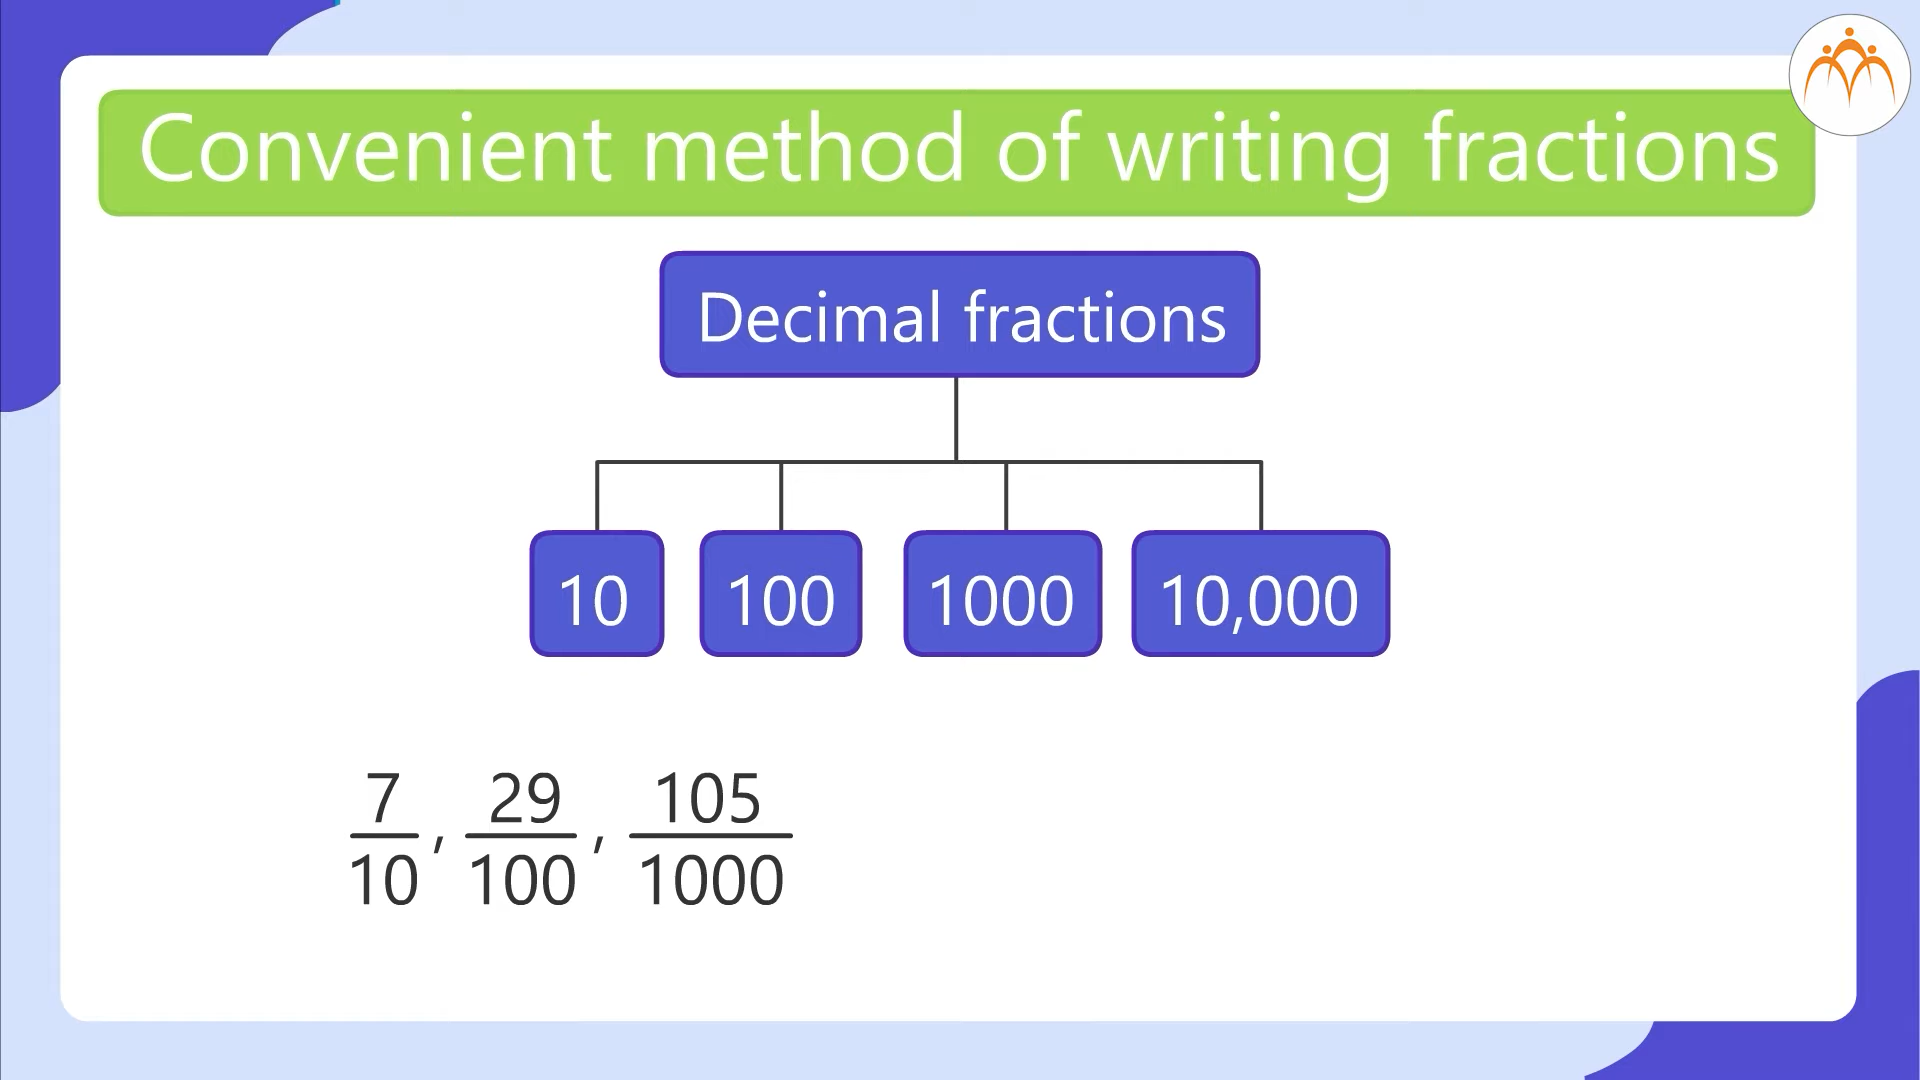 Convenient method of writing fractions
Decimal fractions
10 100 1000 10,000
7/10, 29/100, 105/1000